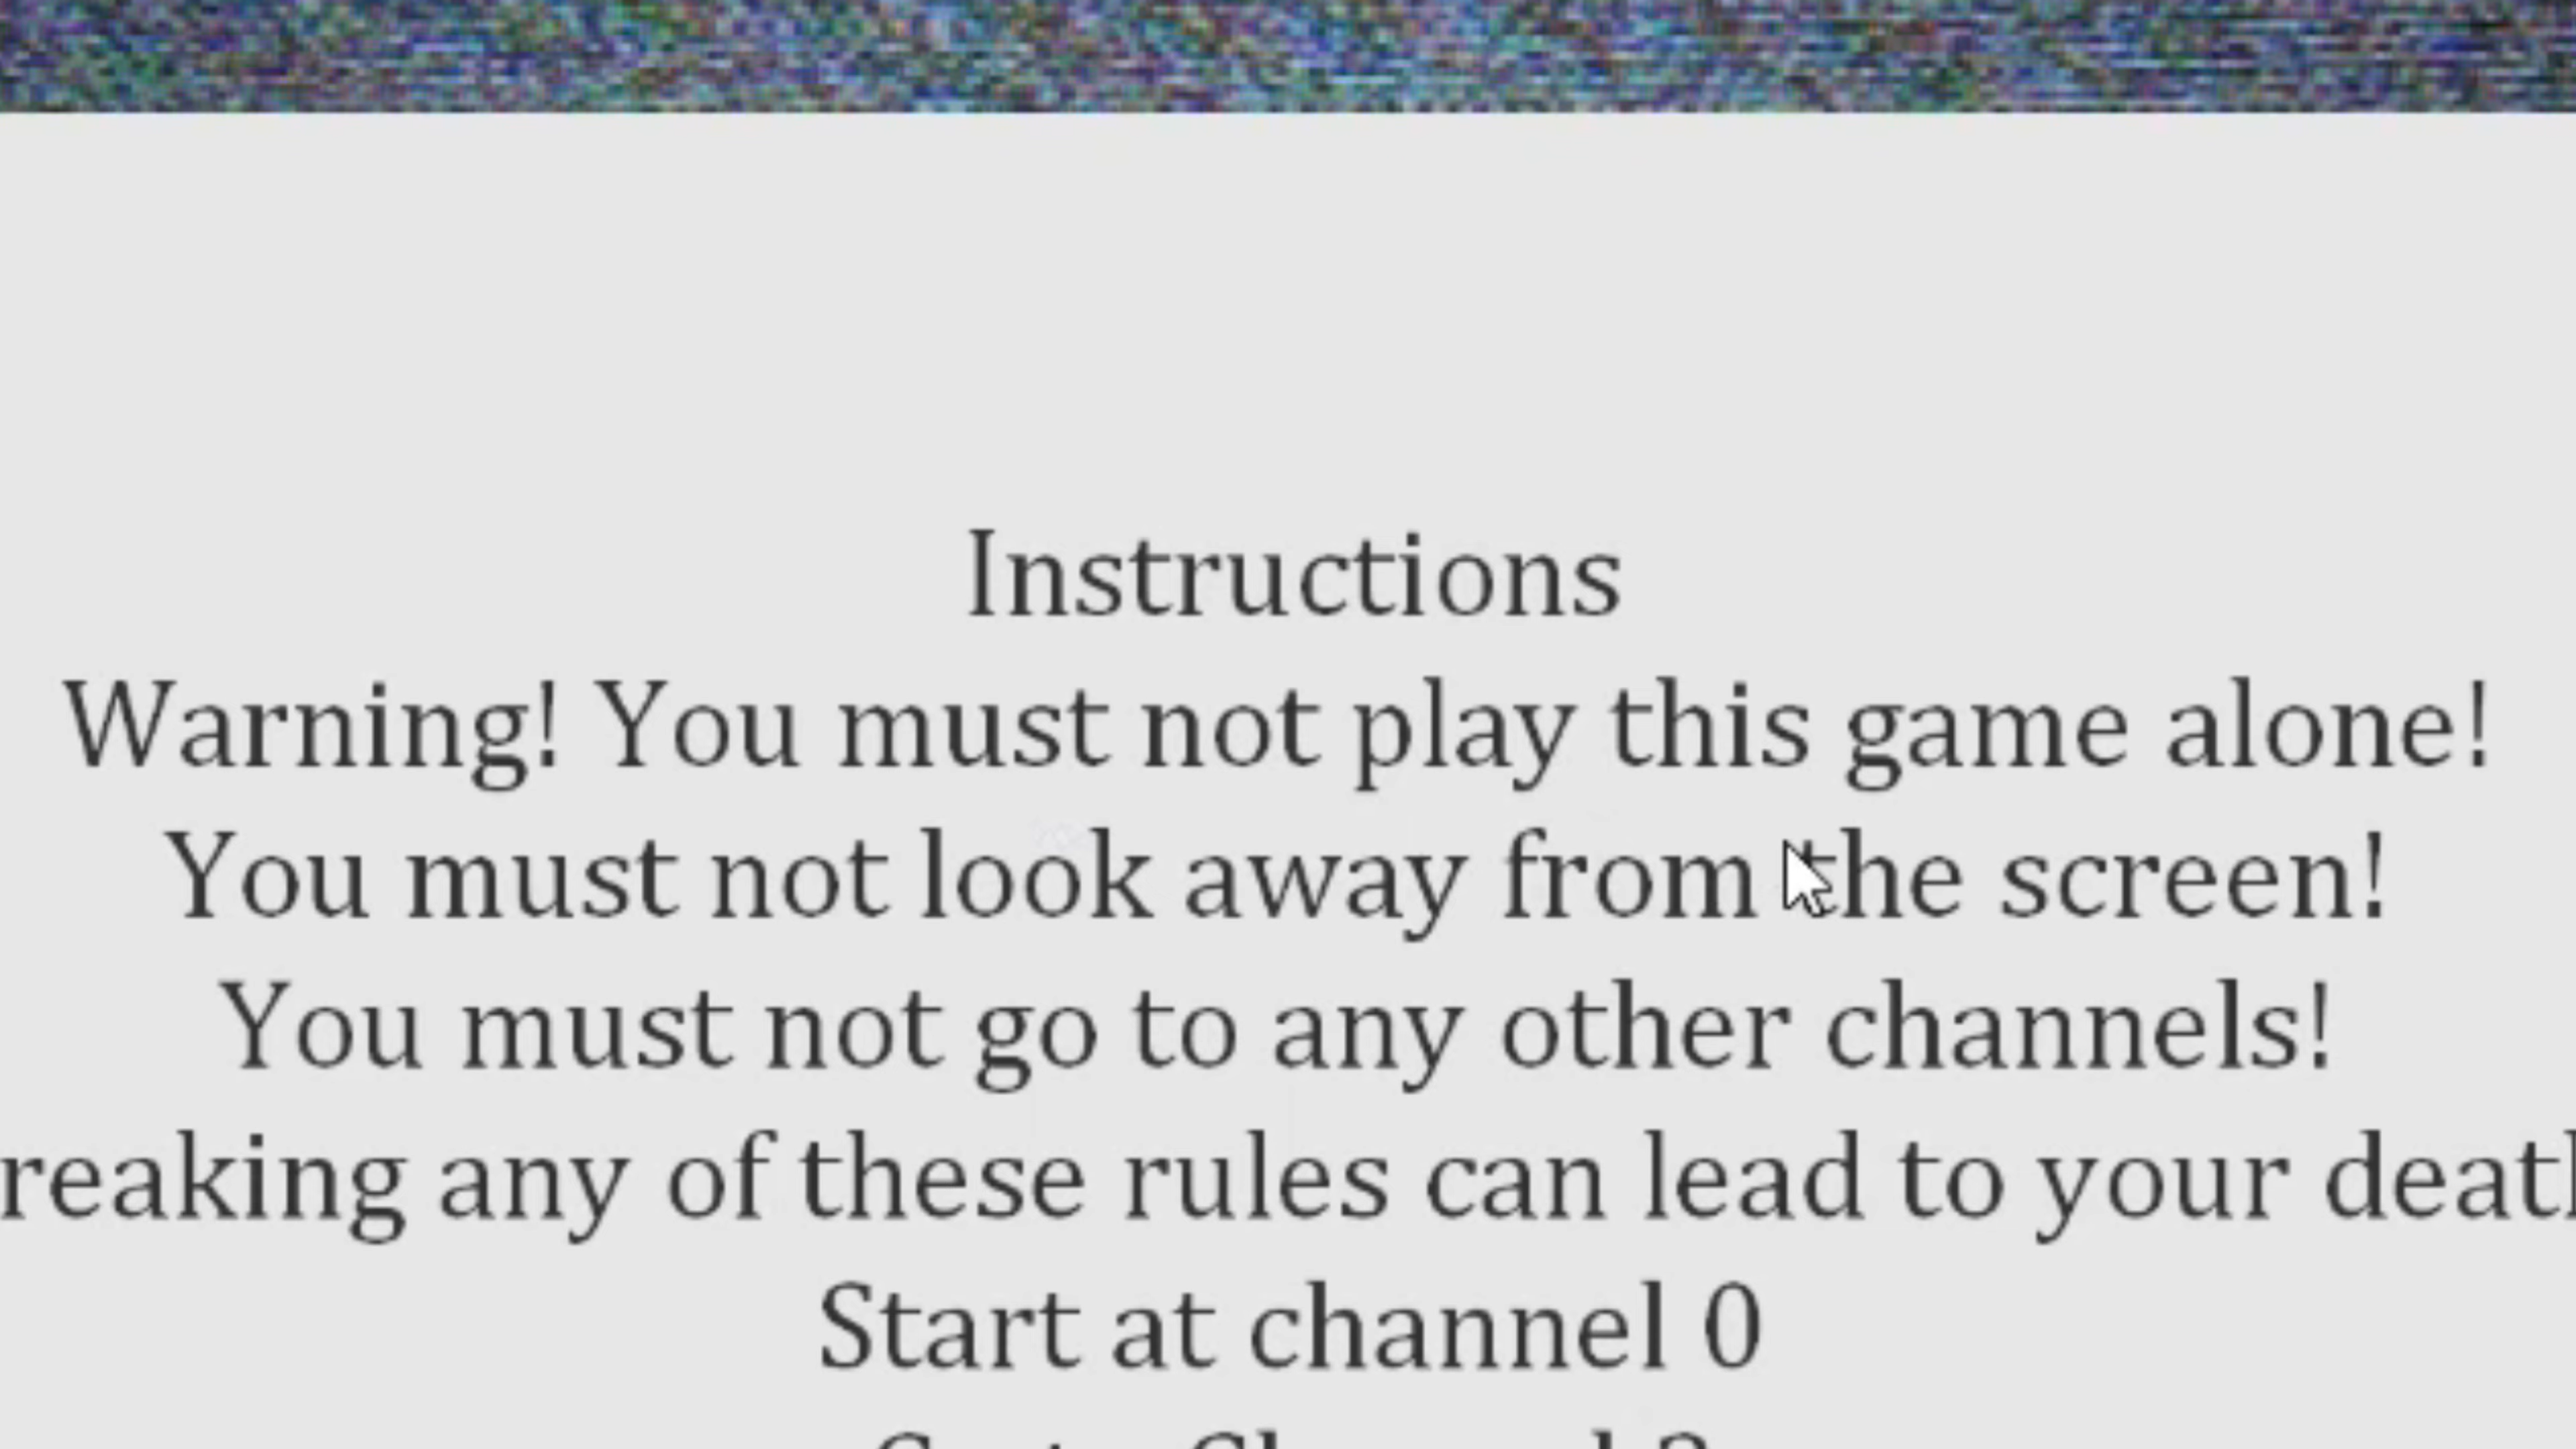 Instructions
Warning! You must not play this game alone!
You must not look away from the screen!
You must not go to any other channels!
reaking any of these rules can lead to your death
Start at channel 0